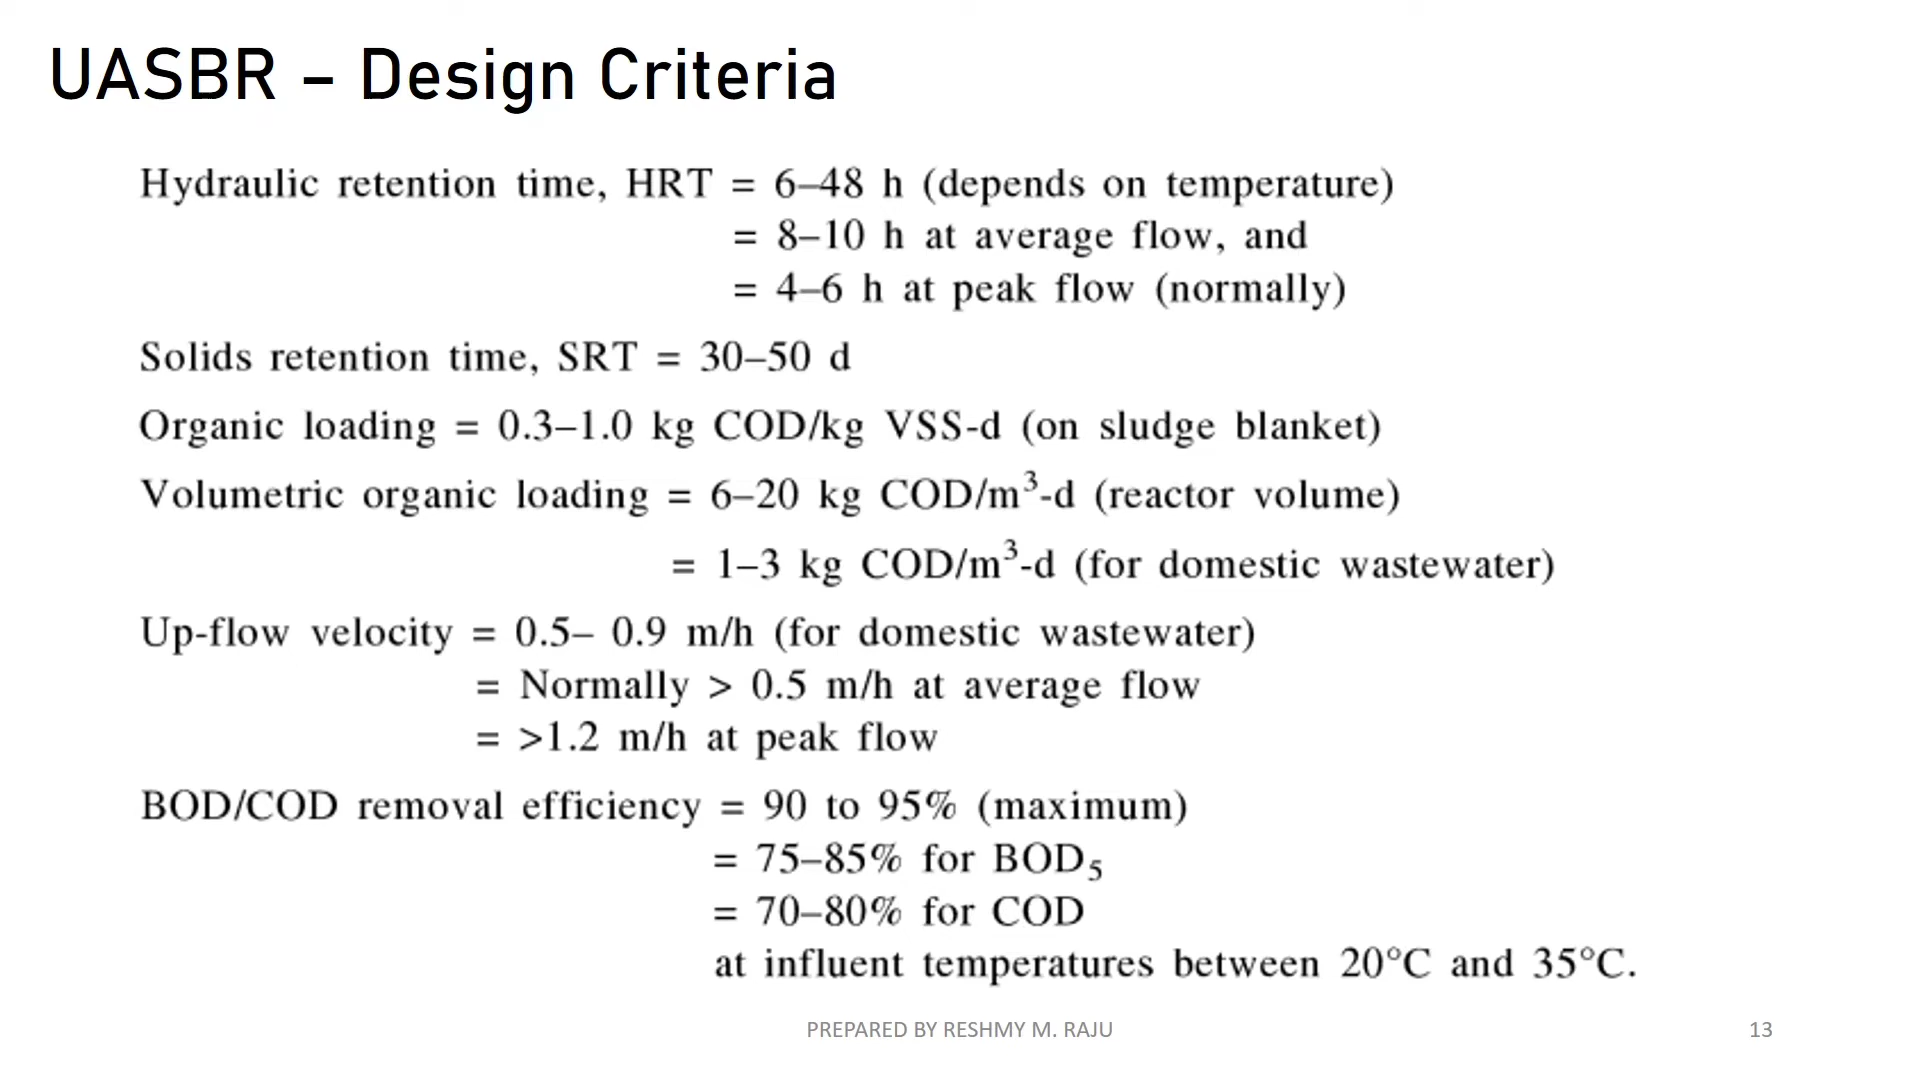 UASBR – Design Criteria
Hydraulic retention time, HRT = 6–48 h (depends on temperature)
= 8–10 h at average flow, and
= 4–6 h at peak flow (normally)
Solids retention time, SRT = 30–50 d
Organic loading = 0.3–1.0 kg COD/kg VSS-d (on sludge blanket)
Volumetric organic loading = 6–20 kg COD/m³-d (reactor volume)
= 1–3 kg COD/m³-d (for domestic wastewater)
Up-flow velocity = 0.5– 0.9 m/h (for domestic wastewater)
= Normally > 0.5 m/h at average flow
= >1.2 m/h at peak flow
BOD/COD removal efficiency = 90 to 95% (maximum)
= 75–85% for BOD₅
= 70–80% for COD
at influent temperatures between 20°C and 35°C.
PREPARED BY RESHMY M. RAJU
13